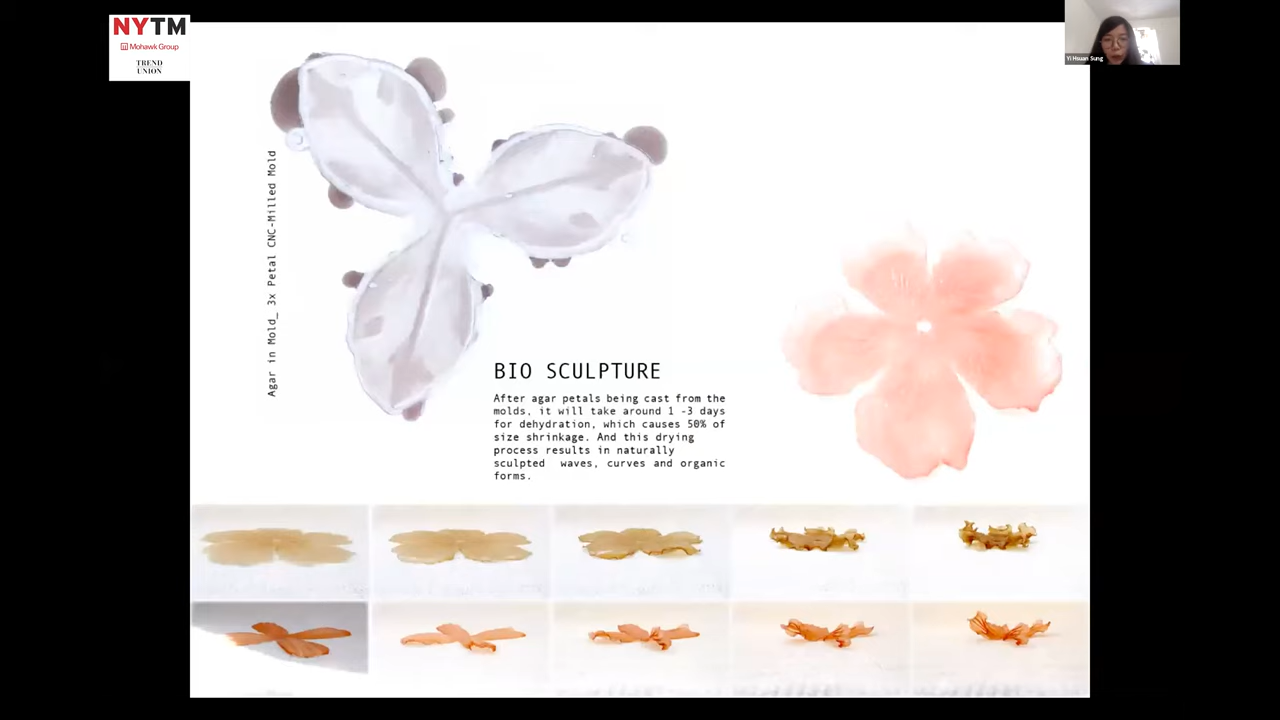 NYTM
Mohawk Group
TREND
UNION
Yi Hsuan Sung
Agar in Mold_ 3x Petal CNC-Milled Mold
BIO SCULPTURE
After agar petals being cast from the
molds, it will take around 1 -3 days
for dehydration, which causes 50% of
size shrinkage. And this drying
process results in naturally
sculpted waves, curves and organic
forms.